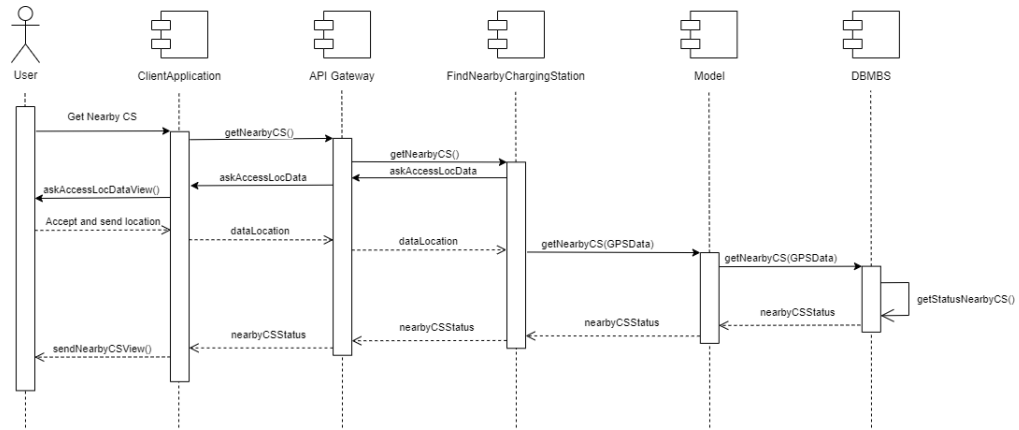 User
ClientApplication
API Gateway
FindNearbyChargingStation
Model
DBMBS
Get Nearby CS
getNearbyCS()
getNearbyCS()
askAccessLocData
askAccessLocData
askAccessLocDataView()
Accept and send location
dataLocation
dataLocation
getNearbyCS(GPSData)
getNearbyCS(GPSData)
getStatusNearbyCS()
nearbyCSStatus
nearbyCSStatus
nearbyCSStatus
nearbyCSStatus
sendNearbyCSView()